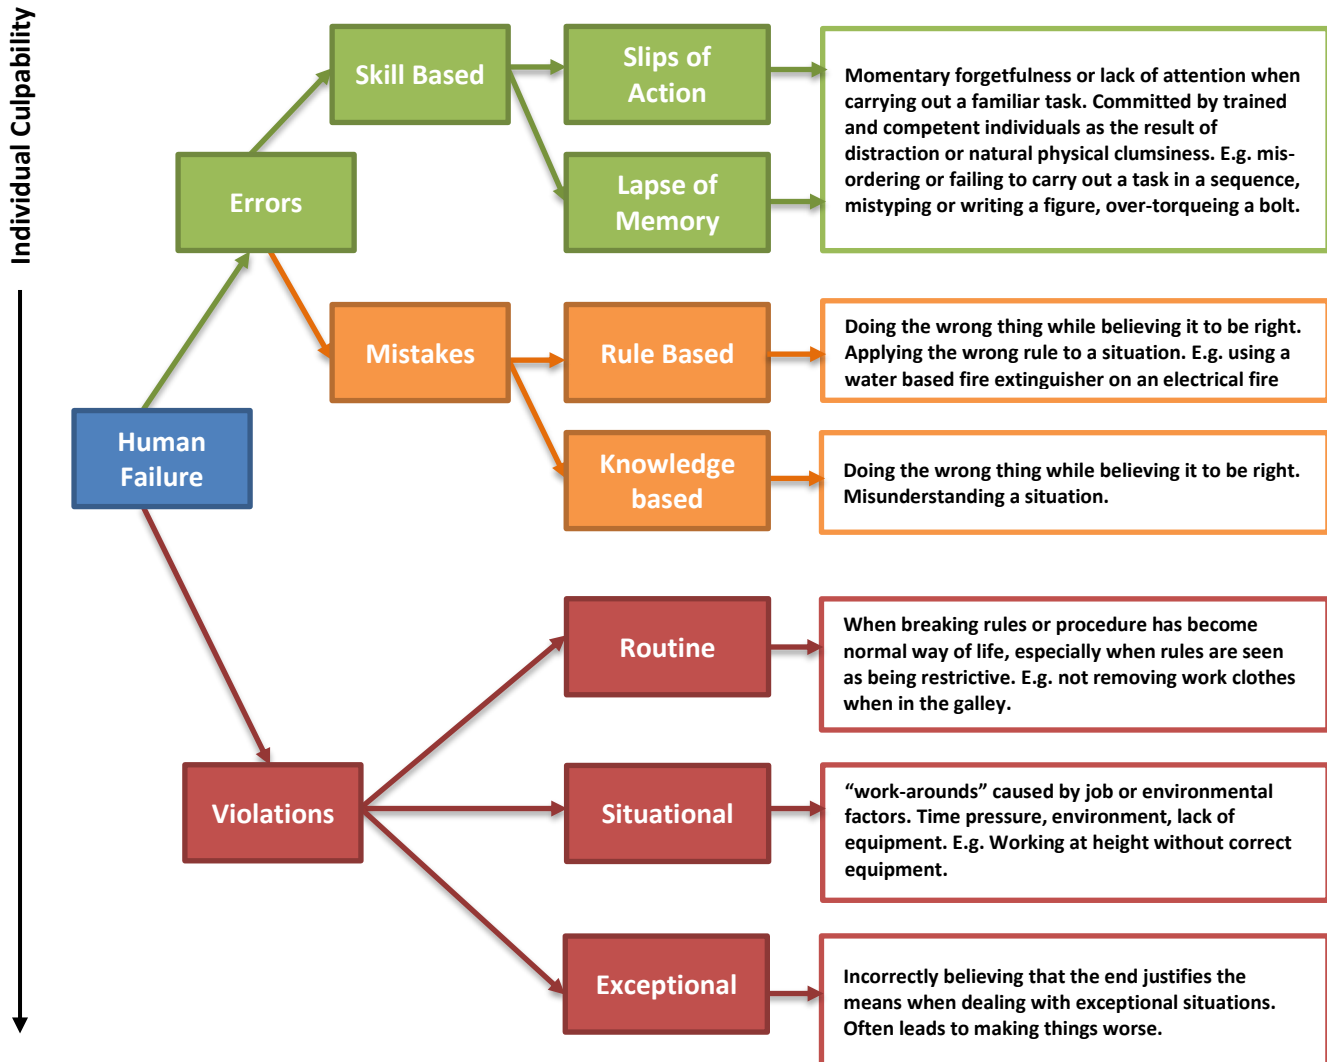 Individual Culpability
Skill Based
Slips of
Action
Momentary forgetfulness or lack of attention when
carrying out a familiar task. Committed by trained
and competent individuals as the result of
distraction or natural physical clumsiness. E.g. mis-
ordering or failing to carry out a task in a sequence,
mistyping or writing a figure, over-torqueing a bolt.
Errors
Lapse of
Memory
Mistakes
Rule Based
Doing the wrong thing while believing it to be right.
Applying the wrong rule to a situation. E.g. using a
water based fire extinguisher on an electrical fire
Human
Failure
Knowledge
based
Doing the wrong thing while believing it to be right.
Misunderstanding a situation.
Routine
When breaking rules or procedure has become
normal way of life, especially when rules are seen
as being restrictive. E.g. not removing work clothes
when in the galley.
Violations
Situational
“work-arounds” caused by job or environmental
factors. Time pressure, environment, lack of
equipment. E.g. Working at height without correct
equipment.
Exceptional
Incorrectly believing that the end justifies the
means when dealing with exceptional situations.
Often leads to making things worse.